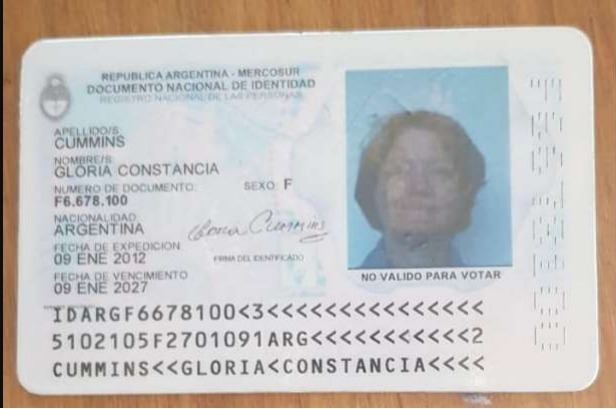 REPUBLICA ARGENTINA - MERCOSUR
DOCUMENTO NACIONAL DE IDENTIDAD
REGISTRO NACIONAL DE LAS PERSONAS
APELLIDO/S
CUMMINS
NOMBRE/S
GLORIA CONSTANCIA
NUMERO DE DOCUMENTO: SEXO: F
F6.678.100
NACIONALIDAD
ARGENTINA
FECHA DE EXPEDICION
09 ENE 2012
FIRMA DEL IDENTIFICADO
FECHA DE VENCIMIENTO
09 ENE 2027
Cummins
NO VALIDO PARA VOTAR
IDARGF6678100<3<<<<<<<<<<<<<<<
5102105F2701091ARG<<<<<<<<<<<2
CUMMINS<<GLORIA<CONSTANCIA<<<<